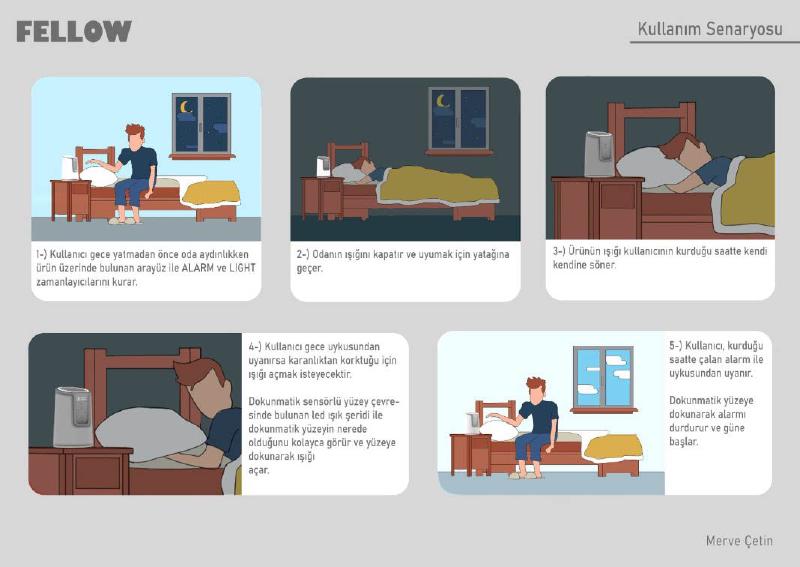 FELLOW
Kullanım Senaryosu
1-) Kullanıcı gece yatmadan önce oda aydınlıkken
ürün üzerinde bulunan arayüz ile ALARM ve LIGHT
zamanlayıcılarını kurar.
2-) Odanın ışığını kapatır ve uyumak için yatağına
geçer.
3-) Ürünün ışığı kullanıcının kurduğu saatte kendi
kendine söner.
4-) Kullanıcı gece uykusundan
uyanırsa karanlıktan korktuğu için
ışığı açmak isteyecektir.
Dokunmatik sensörlü yüzey çevre-
sinde bulunan led ışık şeridi ile
dokunmatik yüzeyin nerede
olduğunu kolayca görür ve yüzeye
dokunarak ışığı
açar.
5-) Kullanıcı, kurduğu
saatte çalan alarm ile
uykusundan uyanır.
Dokunmatik yüzeye
dokunarak alarmı
durdurur ve güne
başlar.
Merve Çetin